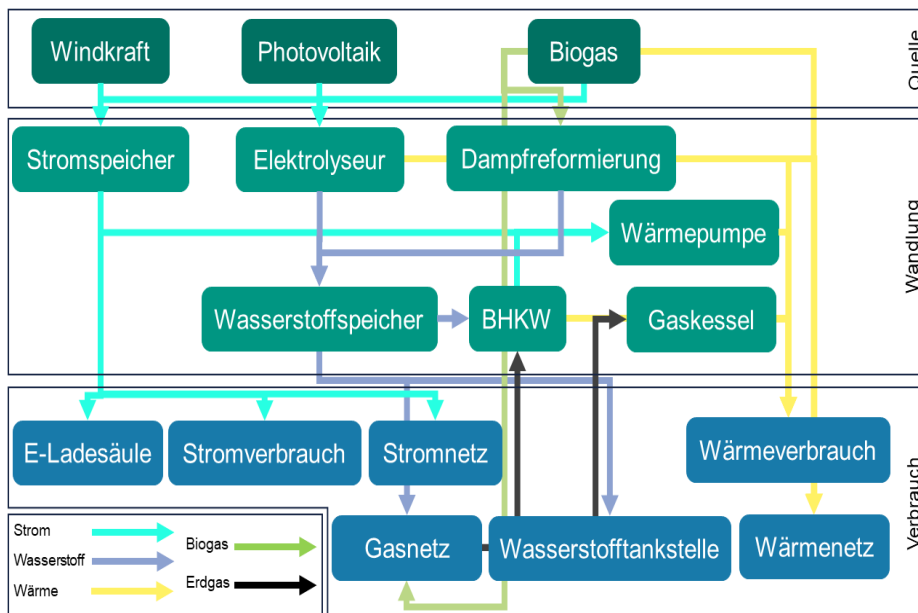 Windkraft
Photovoltaik
Biogas
Quelle
Stromspeicher
Elektrolyseur
Dampfreformierung
Wärmepumpe
Wandlung
Wasserstoffspeicher
BHKW
Gaskessel
E-Ladesäule
Stromverbrauch
Stromnetz
Wärmeverbrauch
Verbrauch
Gasnetz
Wasserstofftankstelle
Wärmenetz
Strom
Wasserstoff
Wärme
Biogas
Erdgas